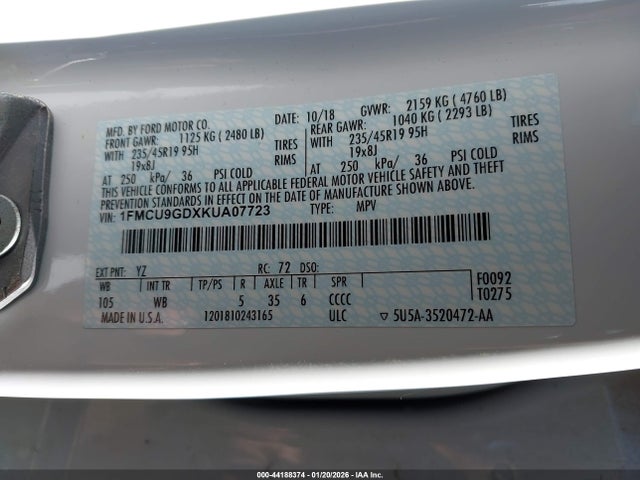 MFD. BY FORD MOTOR CO. 10/18 GVWR: 2159 KG ( 4760 LB)
FRONT GAWR: 1125 KG ( 2480 LB) REAR GAWR: 1040 KG ( 2293 LB)
WITH 235/45R19 95H TIRES WITH 235/45R19 95H TIRES
19x8J RIMS 19x8J RIMS
AT 250 kPa/ 36 PSI COLD AT 250 kPa/ 36 PSI COLD
THIS VEHICLE CONFORMS TO ALL APPLICABLE FEDERAL MOTOR VEHICLE SAFETY AND THEFT
PREVENTION STANDARDS IN EFFECT ON THE DATE OF MANUFACTURE SHOWN ABOVE.
VIN: 1FMCU9GDXKUA07723 TYPE: MPV
EXT PNT: YZ RC: 72 DSO: F0092
WB INT TR TP/PS R AXLE TR SPR T0275
105 WB 5 35 6 CCCC
MADE IN U.S.A. 1201810243165 ULC ▽ 5U5A-3520472-AA
000-44188374 | 01/20/2026 - IAA Inc.